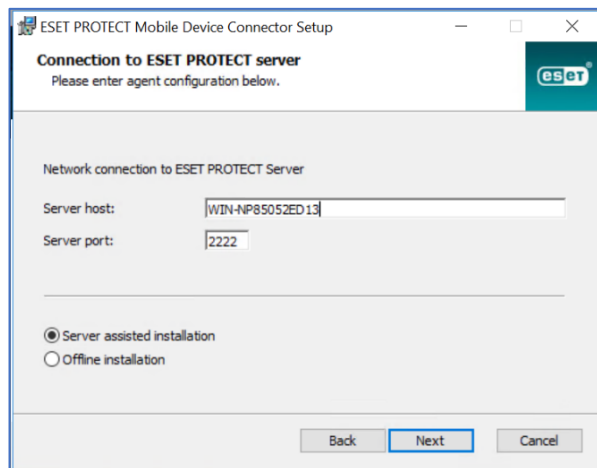 ESET PROTECT Mobile Device Connector Setup
Connection to ESET PROTECT server
Please enter agent configuration below.
eseT
Network connection to ESET PROTECT Server
Server host:
WIN-NP85052ED13
Server port:
2222
Server assisted installation
Offline installation
Back
Next
Cancel